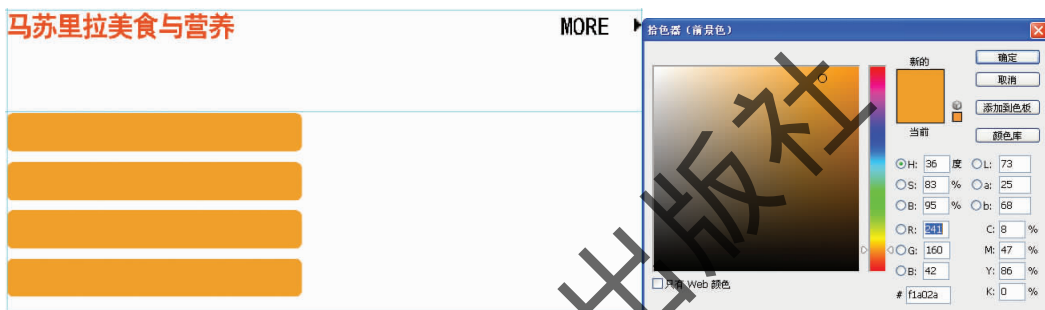 马苏里拉美食与营养
MORE
拾色器（前景色）
新的
当前
确定
取消
添加到色板
颜色库
H: 36 度 L: 73
S: 83 % a: 25
B: 95 % b: 68
R: 241 C: 8 %
G: 160 M: 47 %
B: 42 Y: 86 %
# f1a02a K: 0 %
只有 Web 颜色
出版社